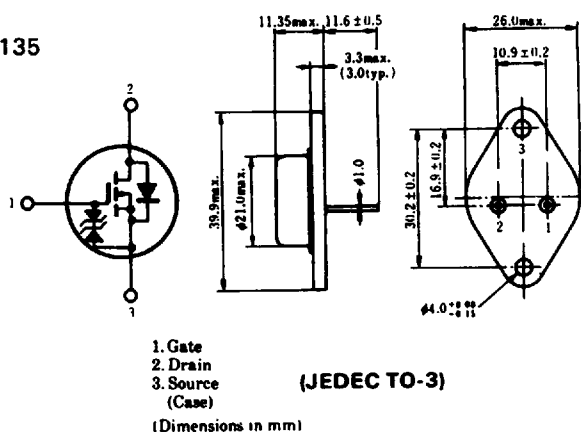 135
2
1
3
11.35max.
11.6 ± 0.5
3.3max.
(3.0typ.)
39.9max.
ϕ21.0max.
ϕ1.0
26.0max.
10.9 ± 0.2
30.2 ± 0.2
16.9 ± 0.2
3
2
1
ϕ4.0
1. Gate
2. Drain
3. Source
(Case)
(Dimensions in mm)
(JEDEC TO-3)